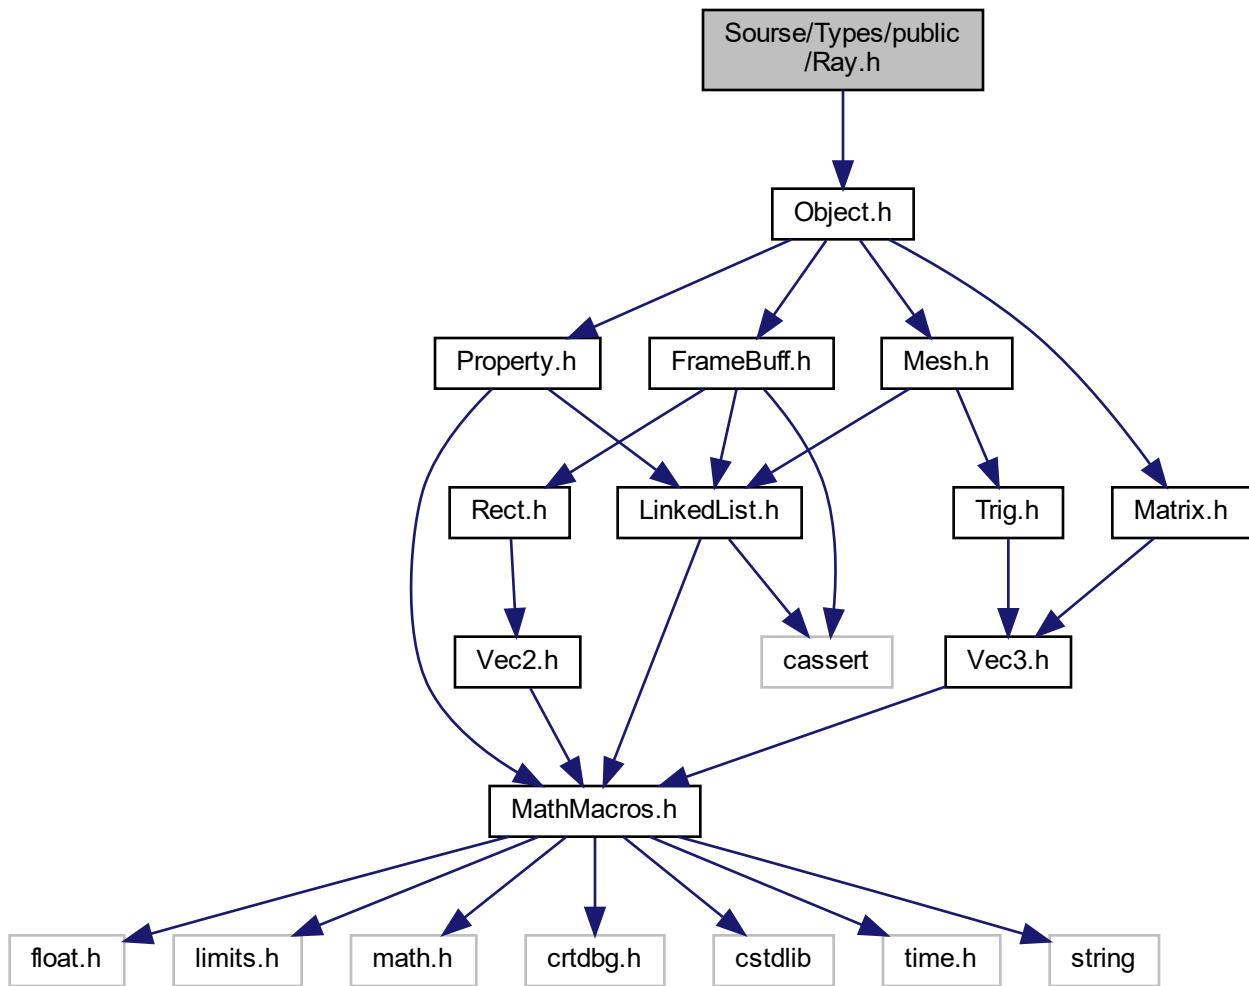 Sourse/Types/public
/Ray.h
Object.h
Property.h
FrameBuff.h
Mesh.h
Rect.h
LinkedList.h
Trig.h
Matrix.h
Vec2.h
cassert
Vec3.h
MathMacros.h
float.h
limits.h
math.h
crtdbg.h
cstdlib
time.h
string